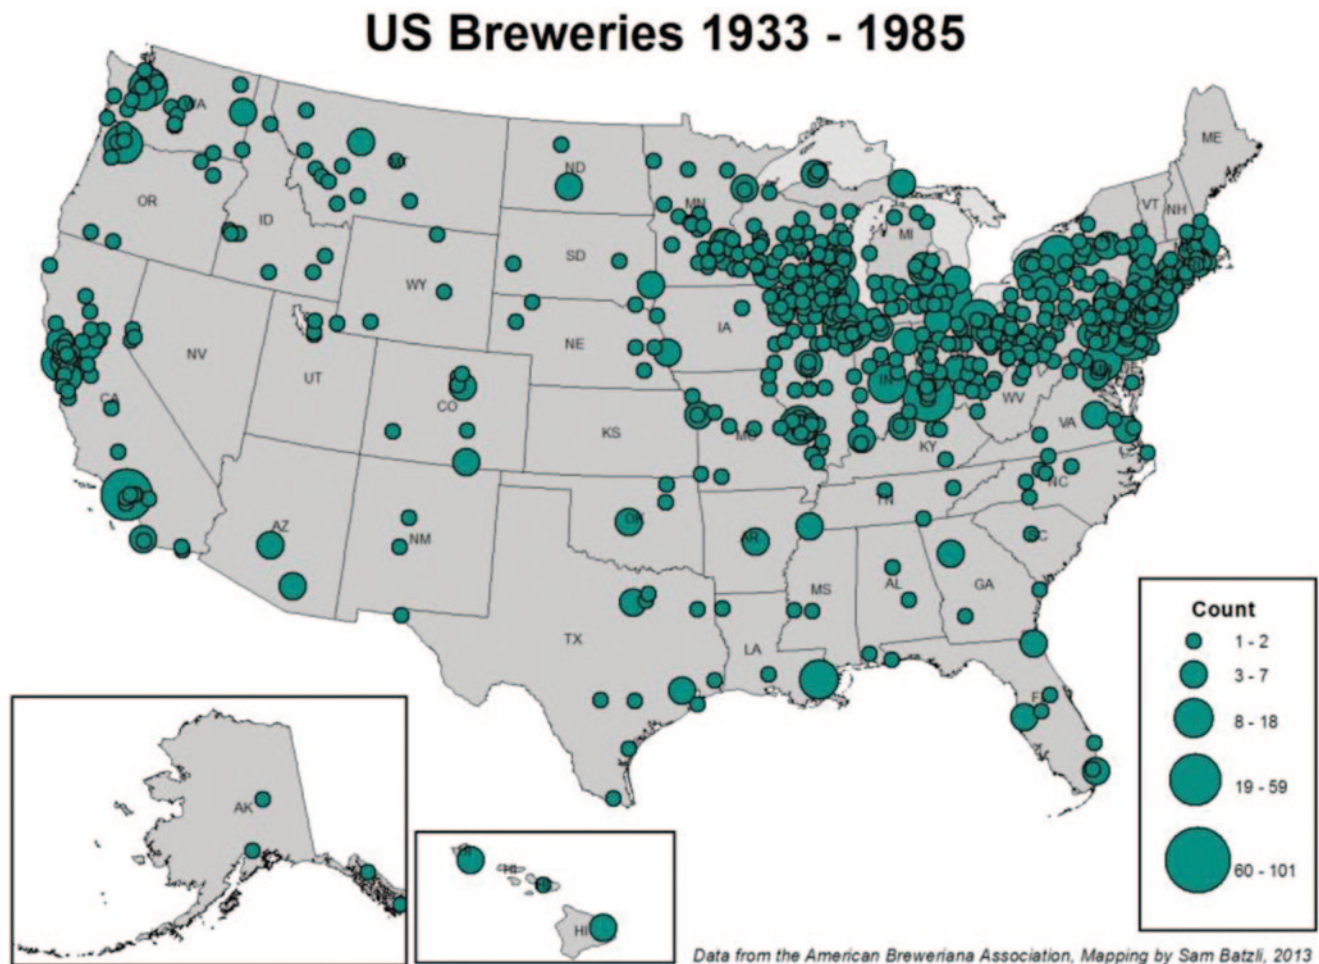 US Breweries 1933 - 1985
WA
MT
ND
MN
ME
OR
ID
SD
WY
MI
VT
NH
NV
UT
NE
IA
CA
CO
KS
MO
IN
WV
VA
KY
AZ
NM
OK
AR
TN
NC
SC
TX
LA
MS
AL
GA
AK
HI
HI
HI
Count
1 - 2
3 - 7
8 - 18
19 - 59
60 - 101
Data from the American Breweriana Association, Mapping by Sam Batzli, 2013